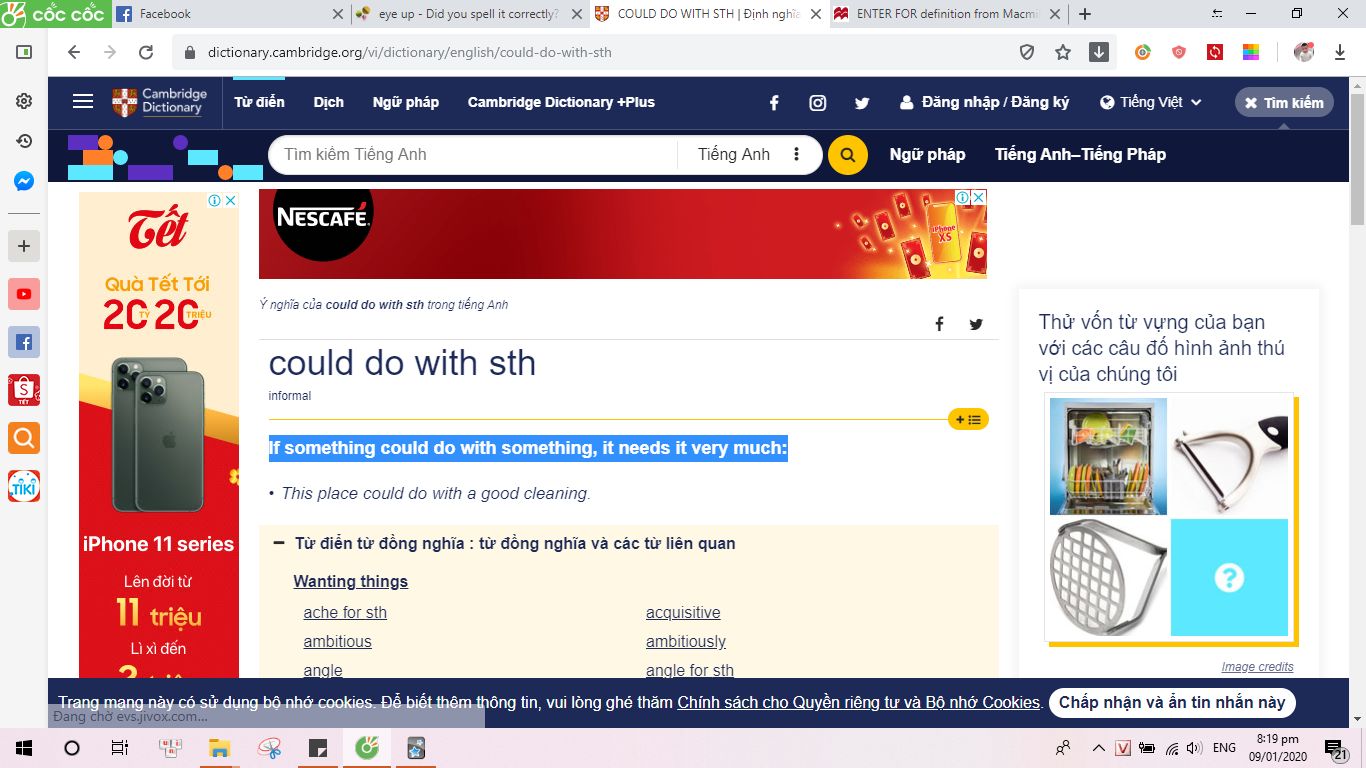 cốc cốc
Facebook
eye up - Did you spell it correctly?
COULD DO WITH STH | Định nghĩa
ENTER FOR definition from Macmi
dictionary.cambridge.org/vi/dictionary/english/could-do-with-sth
Cambridge
Dictionary
Từ điển
Dịch
Ngữ pháp
Cambridge Dictionary +Plus
Đăng nhập / Đăng ký
Tiếng Việt
Tìm kiếm
Tìm kiếm Tiếng Anh
Tiếng Anh
Ngữ pháp
Tiếng Anh–Tiếng Pháp
Tết
Quà Tết Tới
20 TỶ 20 TRIỆU
iPhone 11 series
Lên đời từ
11 triệu
Lì xì đến
NESCAFÉ.
iPhone
XS
Ý nghĩa của could do with sth trong tiếng Anh
could do with sth
informal
If something could do with something, it needs it very much:
• This place could do with a good cleaning.
Từ điển từ đồng nghĩa : từ đồng nghĩa và các từ liên quan
Wanting things
ache for sth
acquisitive
ambitious
ambitiously
angle
angle for sth
Thử vốn từ vựng của bạn
với các câu đố hình ảnh thú
vị của chúng tôi
?
Image credits
TẾT
TIKI
Trang mạng này có sử dụng bộ nhớ cookies. Để biết thêm thông tin, vui lòng ghé thăm Chính sách cho Quyền riêng tư và Bộ nhớ Cookies.
Chấp nhận và ẩn tin nhắn này
Đang chờ evs.jivox.com...
V
ENG
8:19 pm
09/01/2020
21